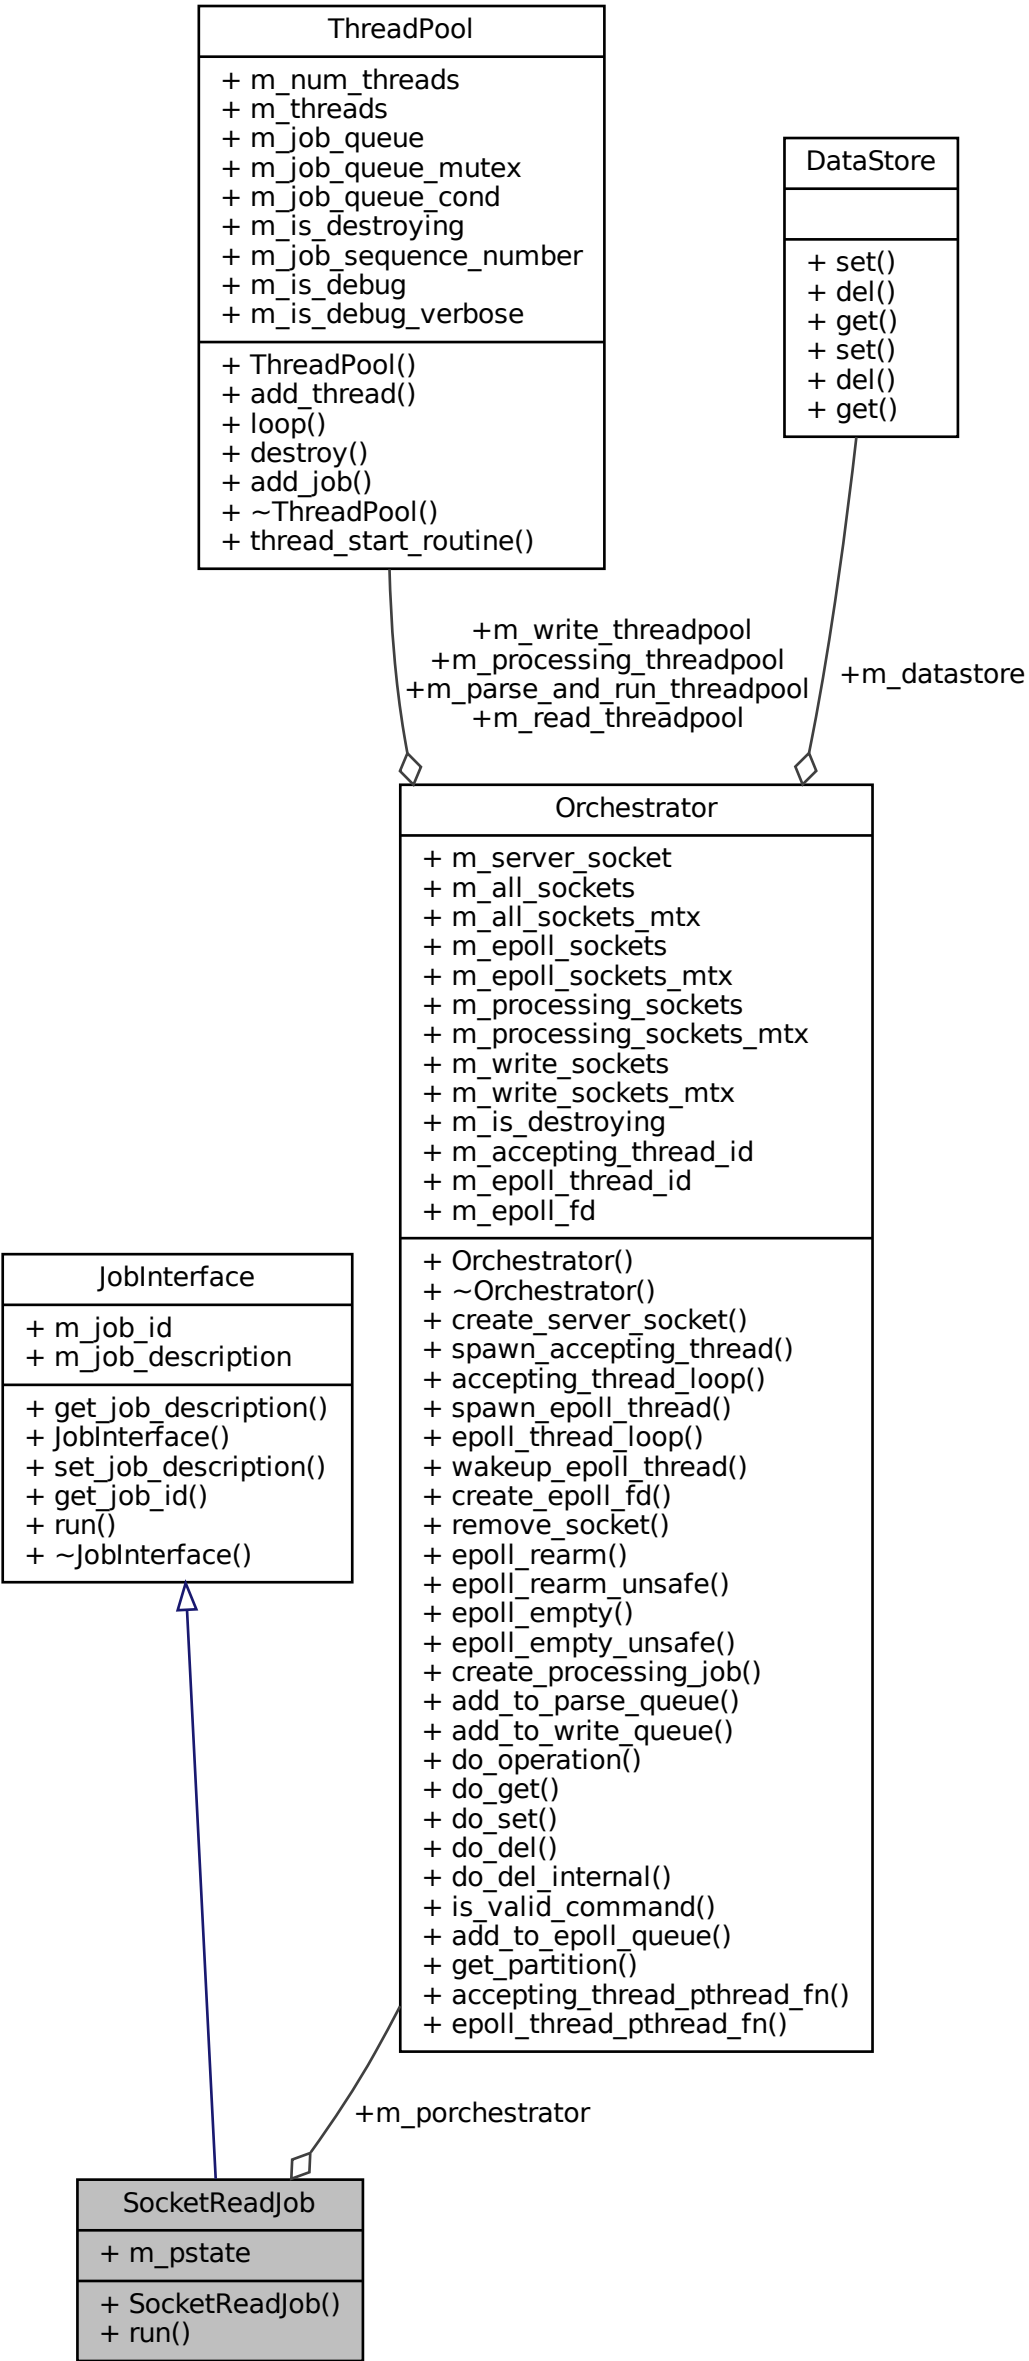 ThreadPool
+ m_num_threads
+ m_threads
+ m_job_queue
+ m_job_queue_mutex
+ m_job_queue_cond
+ m_is_destroying
+ m_job_sequence_number
+ m_is_debug
+ m_is_debug_verbose
+ ThreadPool()
+ add_thread()
+ loop()
+ destroy()
+ add_job()
+ ~ThreadPool()
+ thread_start_routine()
DataStore
+ set()
+ del()
+ get()
+ set()
+ del()
+ get()
+m_write_threadpool
+m_processing_threadpool
+m_parse_and_run_threadpool
+m_read_threadpool
+m_datastore
Orchestrator
+ m_server_socket
+ m_all_sockets
+ m_all_sockets_mtx
+ m_epoll_sockets
+ m_epoll_sockets_mtx
+ m_processing_sockets
+ m_processing_sockets_mtx
+ m_write_sockets
+ m_write_sockets_mtx
+ m_is_destroying
+ m_accepting_thread_id
+ m_epoll_thread_id
+ m_epoll_fd
+ Orchestrator()
+ ~Orchestrator()
+ create_server_socket()
+ spawn_accepting_thread()
+ accepting_thread_loop()
+ spawn_epoll_thread()
+ epoll_thread_loop()
+ wakeup_epoll_thread()
+ create_epoll_fd()
+ remove_socket()
+ epoll_rearm()
+ epoll_rearm_unsafe()
+ epoll_empty()
+ epoll_empty_unsafe()
+ create_processing_job()
+ add_to_parse_queue()
+ add_to_write_queue()
+ do_operation()
+ do_get()
+ do_set()
+ do_del()
+ do_del_internal()
+ is_valid_command()
+ add_to_epoll_queue()
+ get_partition()
+ accepting_thread_pthread_fn()
+ epoll_thread_pthread_fn()
JobInterface
+ m_job_id
+ m_job_description
+ get_job_description()
+ JobInterface()
+ set_job_description()
+ get_job_id()
+ run()
+ ~JobInterface()
+m_porchestrator
SocketReadJob
+ m_pstate
+ SocketReadJob()
+ run()